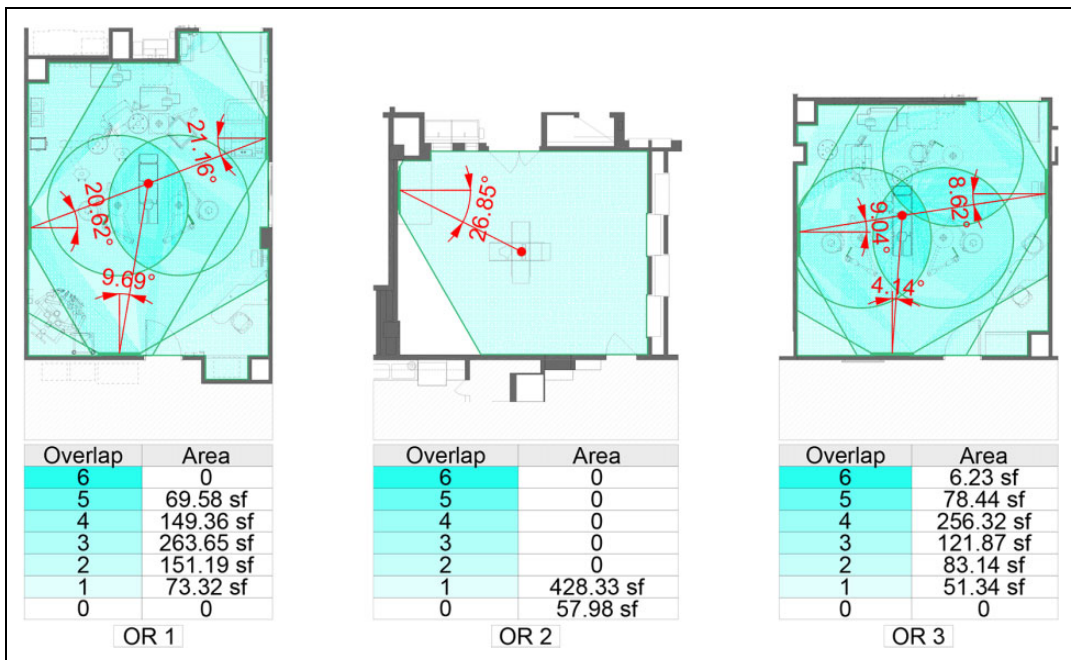 21.16°
20.62°
9.69°
26.85°
8.62°
9.04°
4.14°
Overlap Area
6 0
5 69.58 sf
4 149.36 sf
3 263.65 sf
2 151.19 sf
1 73.32 sf
0 0
OR 1
Overlap Area
6 0
5 0
4 0
3 0
2 0
1 428.33 sf
0 57.98 sf
OR 2
Overlap Area
6 6.23 sf
5 78.44 sf
4 256.32 sf
3 121.87 sf
2 83.14 sf
1 51.34 sf
0 0
OR 3